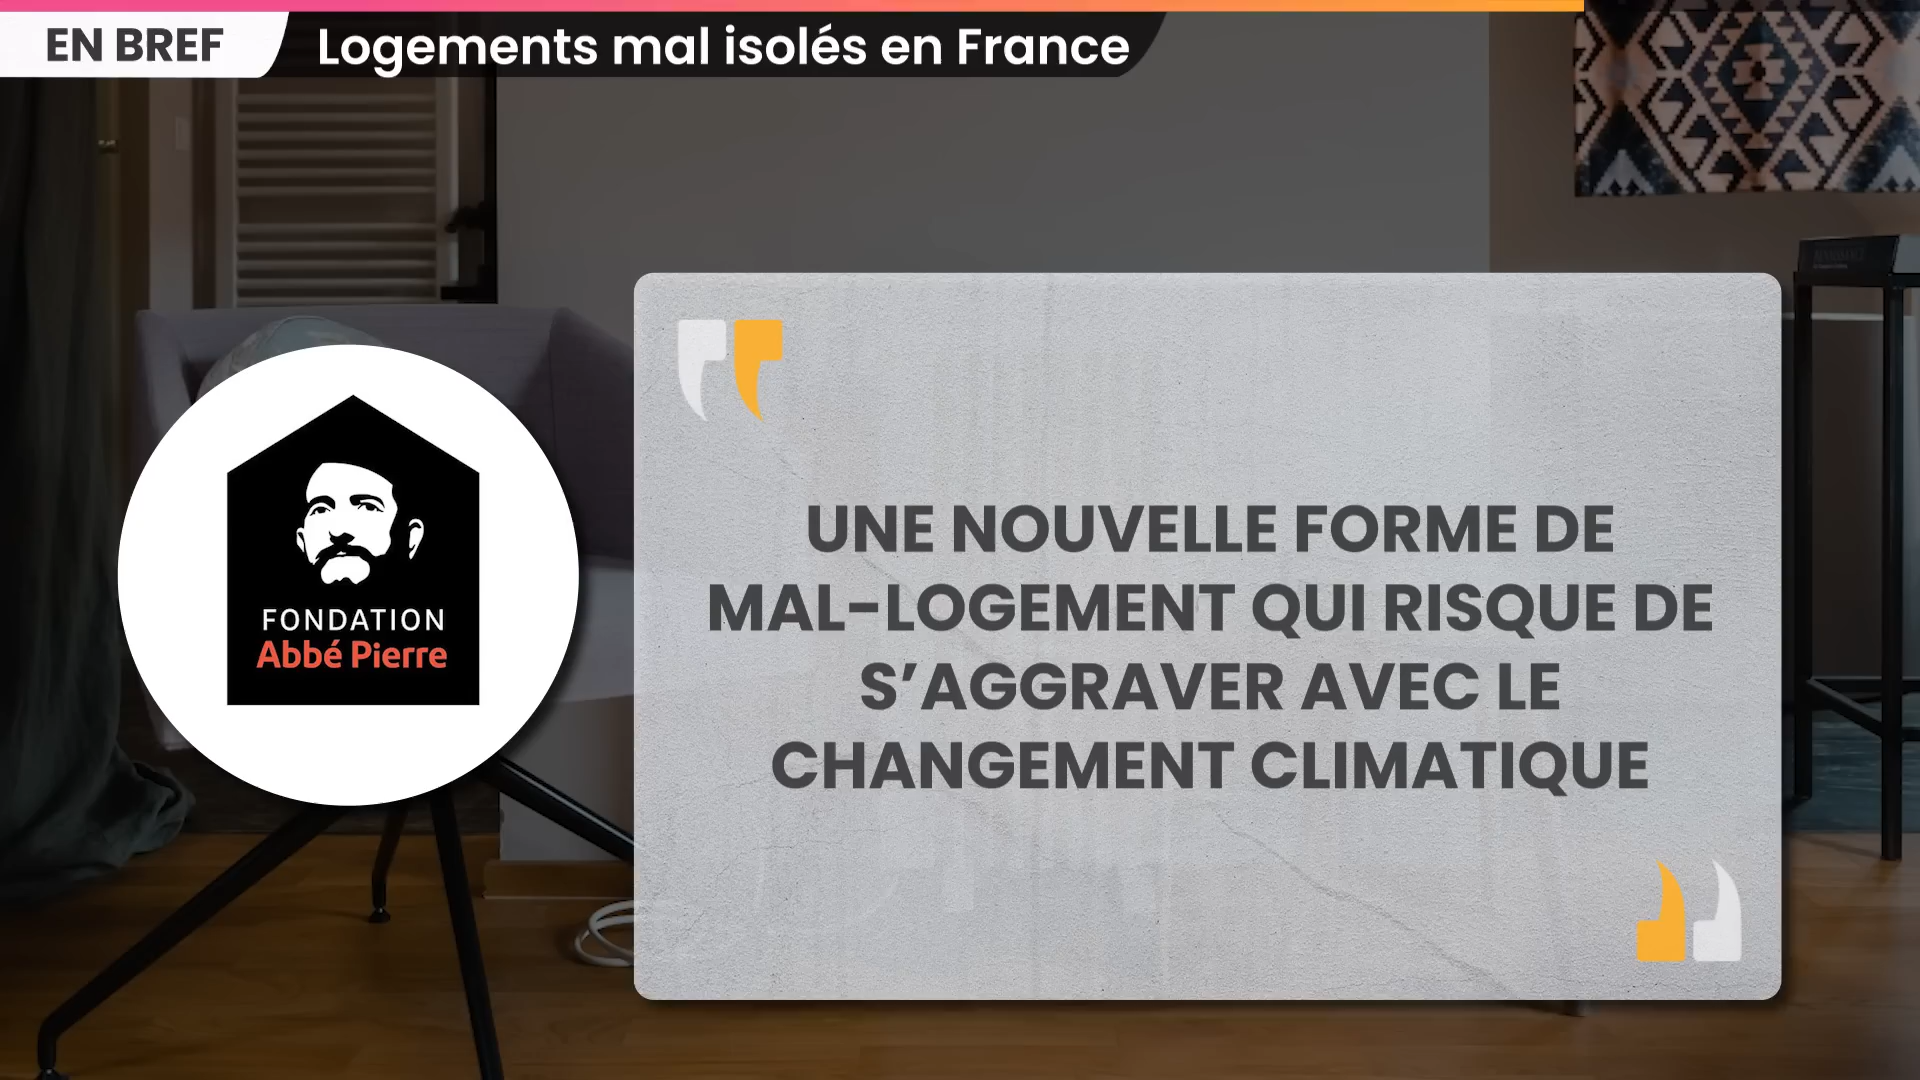 EN BREF
Logements mal isolés en France
FONDATION
Abbé Pierre
UNE NOUVELLE FORME DE
MAL-LOGEMENT QUI RISQUE DE
S’AGGRAVER AVEC LE
CHANGEMENT CLIMATIQUE